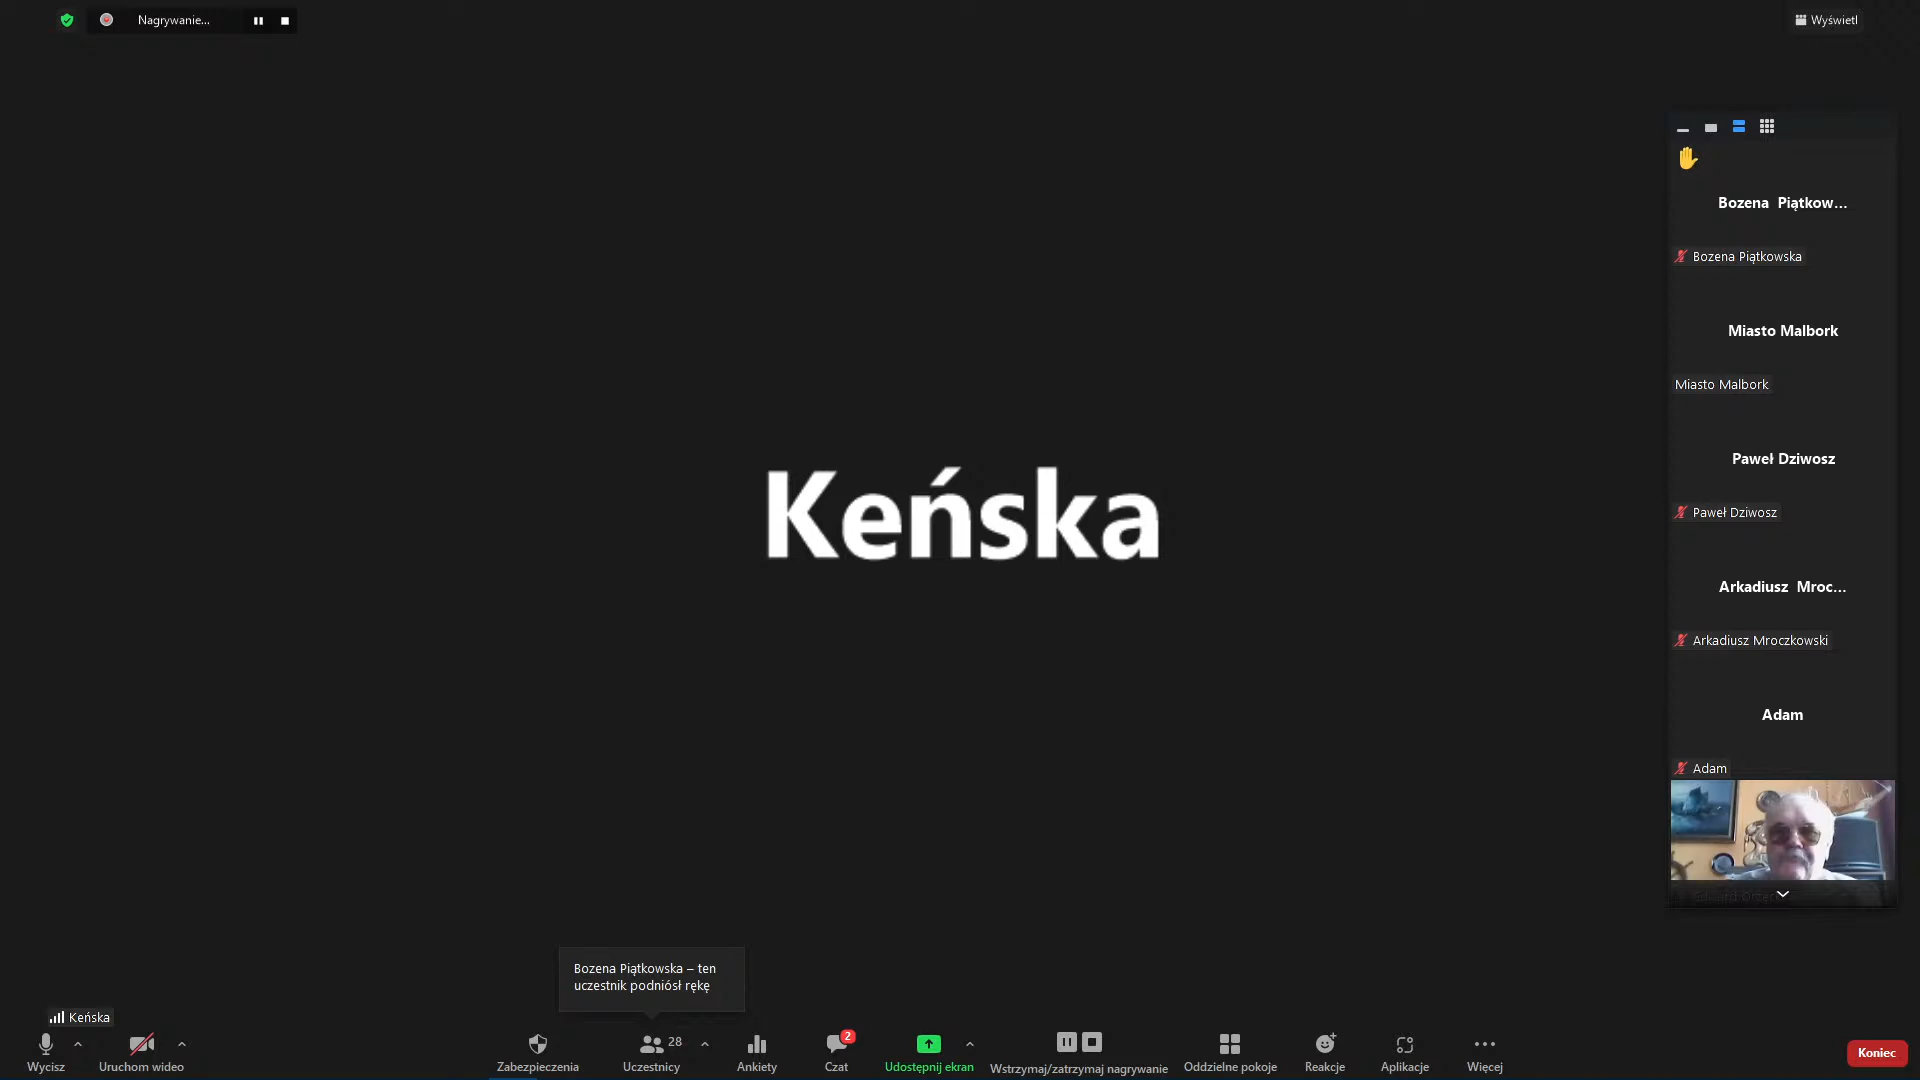 Nagrywanie...
Wyświetl
Bozena Piątkow...
Bozena Piątkowska
Miasto Malbork
Miasto Malbork
Paweł Dziwosz
Paweł Dziwosz
Arkadiusz Mroc...
Arkadiusz Mroczkowski
Adam
Adam
Keńska
Bozena Piątkowska – ten
uczestnik podniósł rękę
Keńska
Wycisz
Uruchom wideo
Zabezpieczenia
28
Uczestnicy
Ankiety
2
Czat
Udostępnij ekran
Wstrzymaj/zatrzymaj nagrywanie
Oddzielne pokoje
Reakcje
Aplikacje
Więcej
Koniec